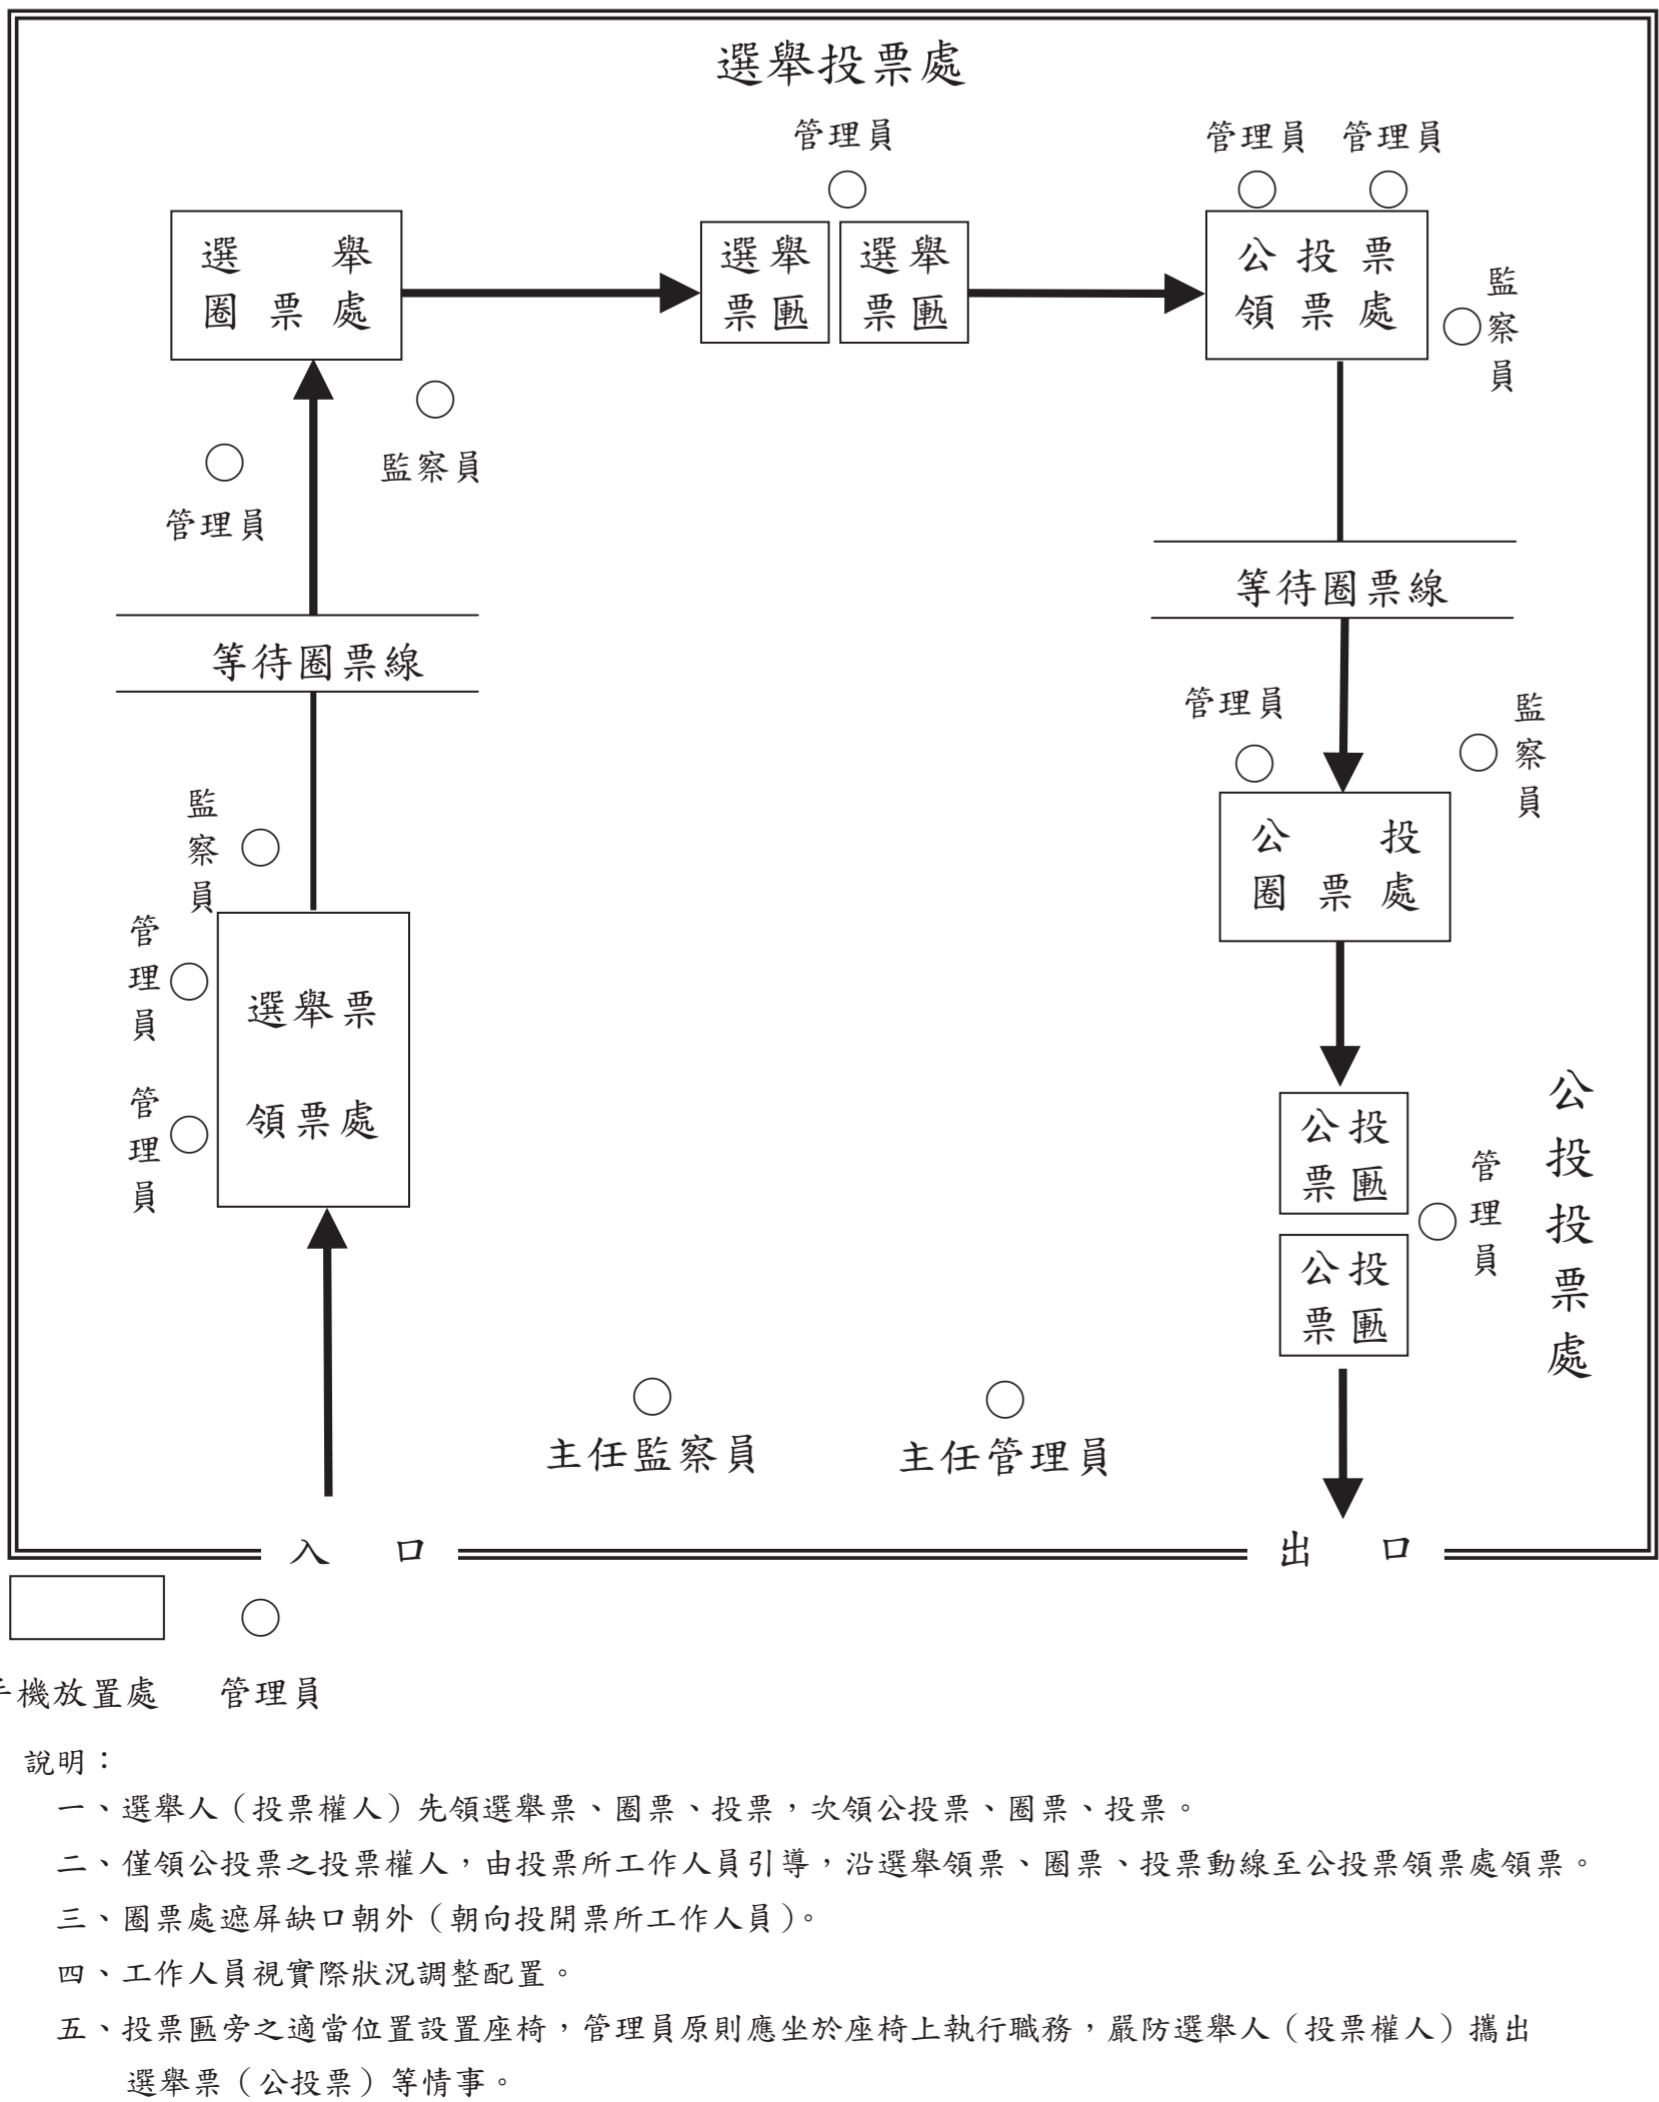 選舉投票處
管理員
管理員 管理員
選舉
圈票處
選舉
票匭
選舉
票匭
公投票
領票處
監察員
監察員
管理員
等待圈票線
等待圈票線
管理員
監察員
監察員
公投
圈票處
管理員
選舉票
領票處
管理員
公投
票匭
管理員
公投
票匭
公投投票處
主任監察員
主任管理員
入口
出口
手機放置處 管理員
說明：
一、選舉人（投票權人）先領選舉票、圈票、投票，次領公投票、圈票、投票。
二、僅領公投票之投票權人，由投票所工作人員引導，沿選舉領票、圈票、投票動線至公投票領票處領票。
三、圈票處遮屏缺口朝外（朝向投開票所工作人員）。
四、工作人員視實際狀況調整配置。
五、投票匭旁之適當位置設置座椅，管理員原則應坐於座椅上執行職務，嚴防選舉人（投票權人）攜出
選舉票（公投票）等情事。